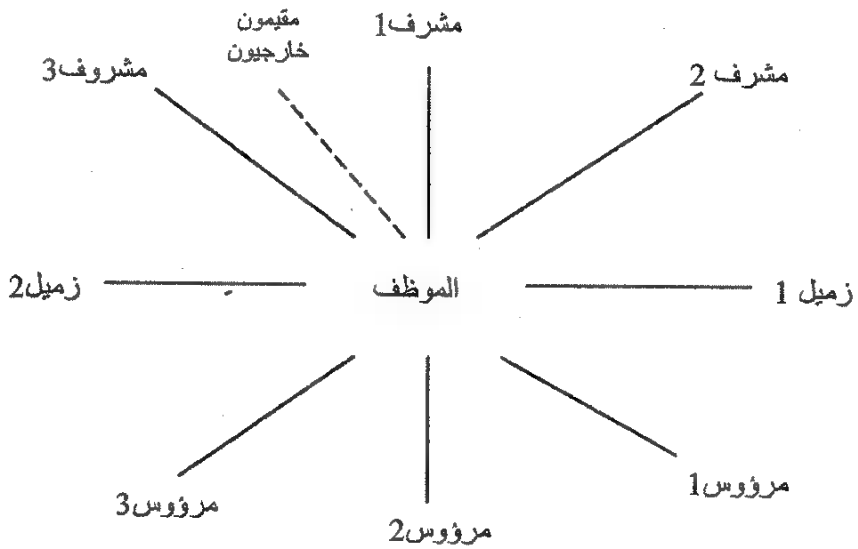 مشرف1
مقيمون
خارجيون
مشرف 2
مشروف3
زميل 1
الموظف
زميل2
مرؤوس1
مرؤوس2
مرؤوس3